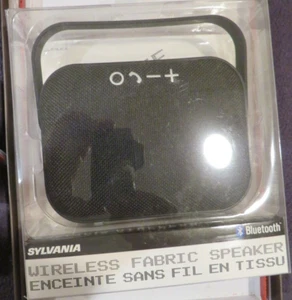 SYLVANIA
Bluetooth
WIRELESS FABRIC SPEAKER
ENCEINTE SANS FIL EN TISSU